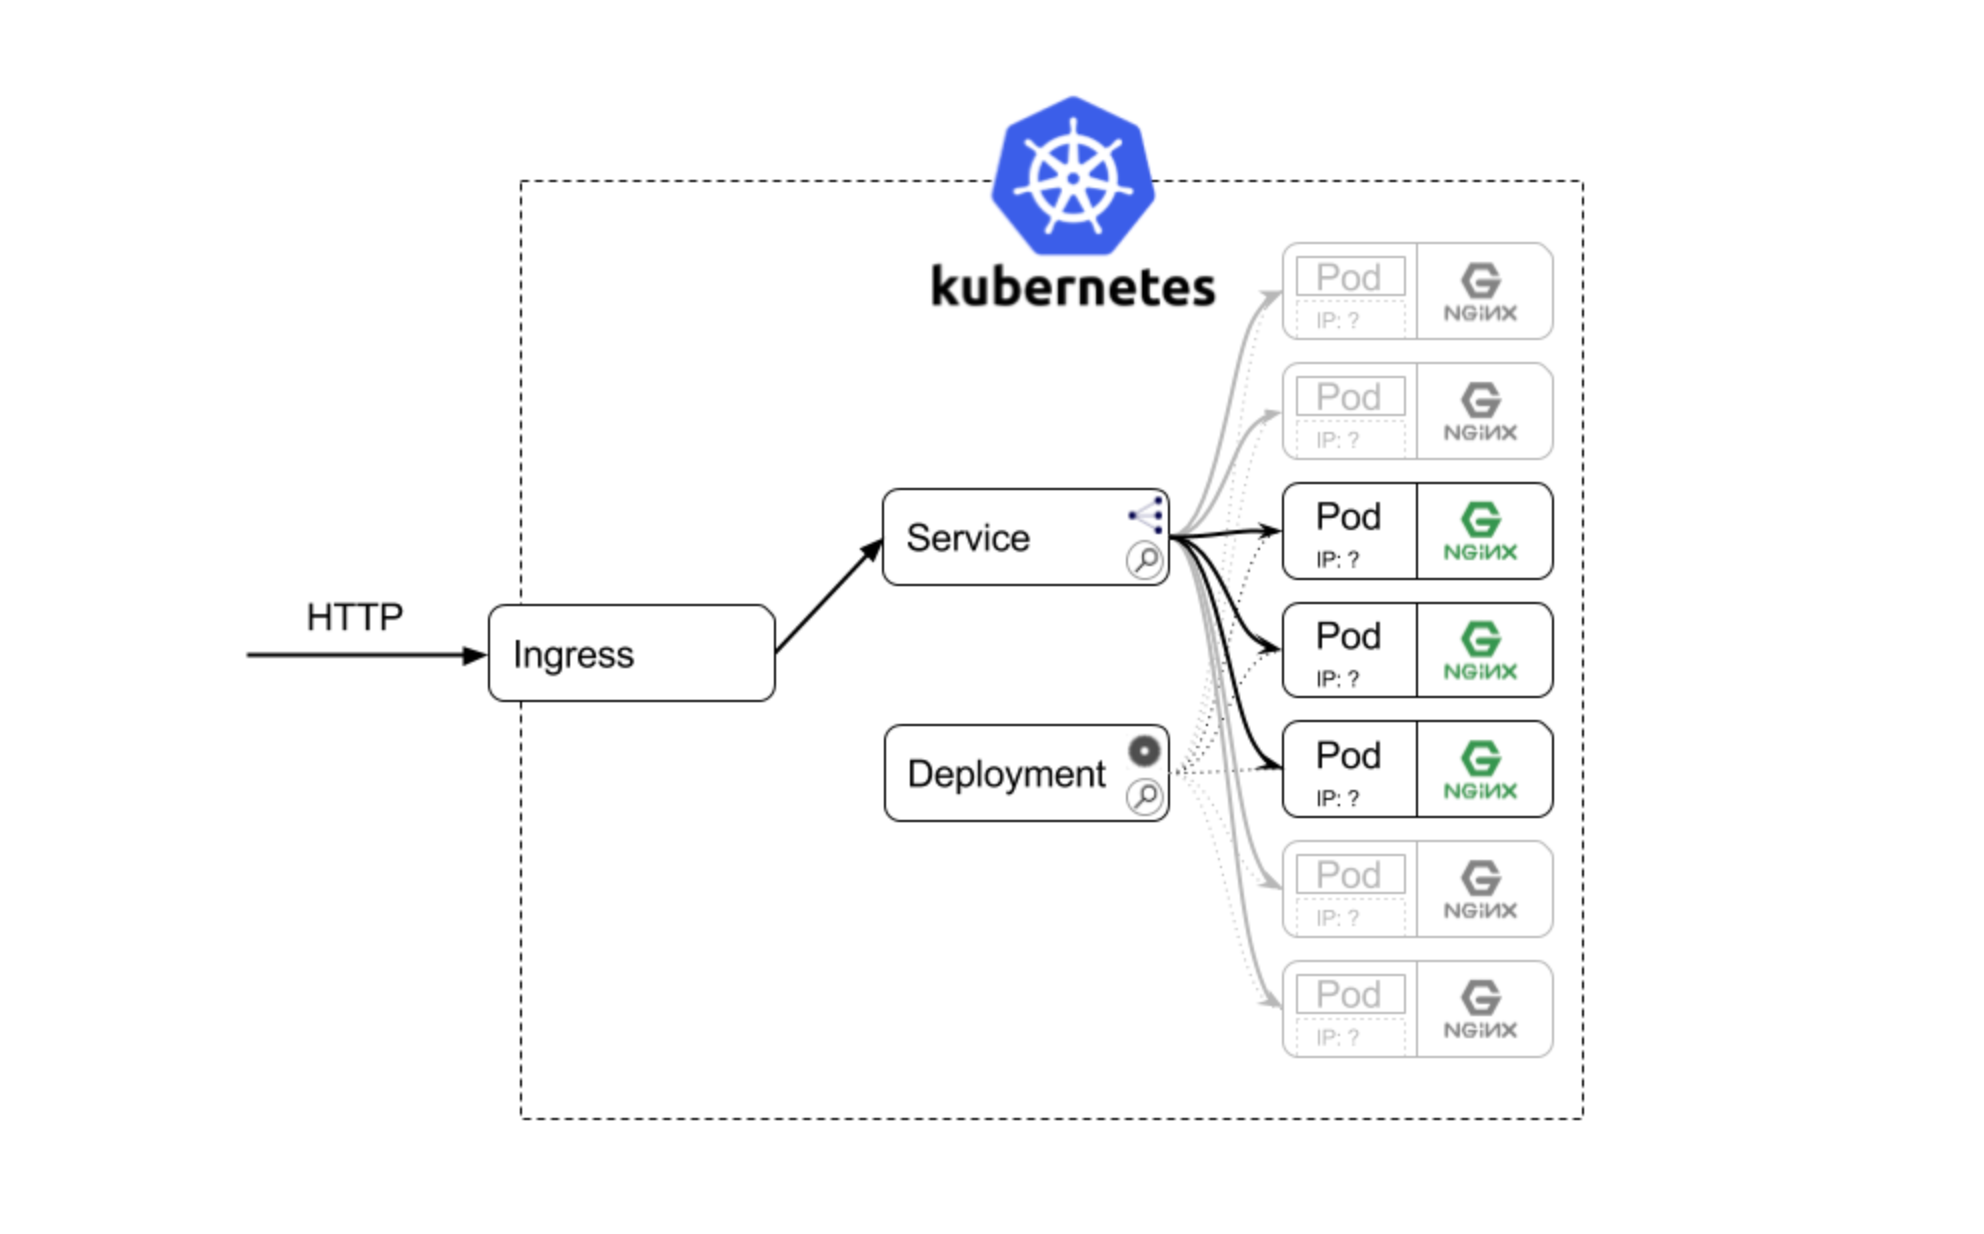 kubernetes
HTTP
Ingress
Service
Deployment
Pod
IP: ?
NGiNX
Pod
IP: ?
NGiNX
Pod
IP: ?
NGiNX
Pod
IP: ?
NGiNX
Pod
IP: ?
NGiNX
Pod
IP: ?
NGiNX
Pod
IP: ?
NGiNX